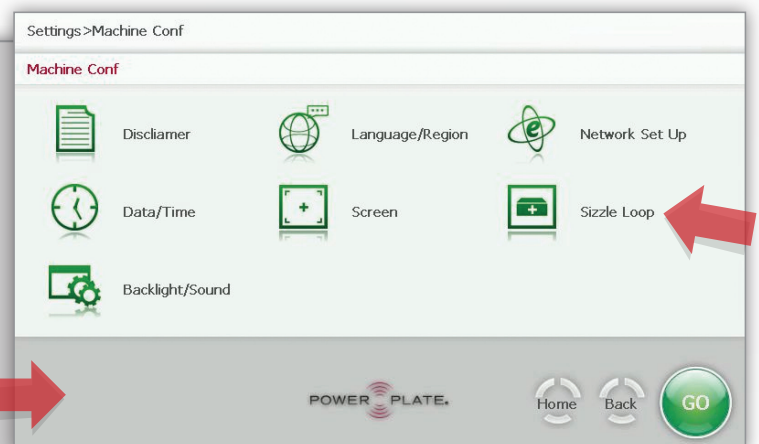 Settings>Machine Conf
Machine Conf
Discliamer
Language/Region
Network Set Up
Data/Time
Screen
Sizzle Loop
Backlight/Sound
POWER PLATE.
Home
Back
GO